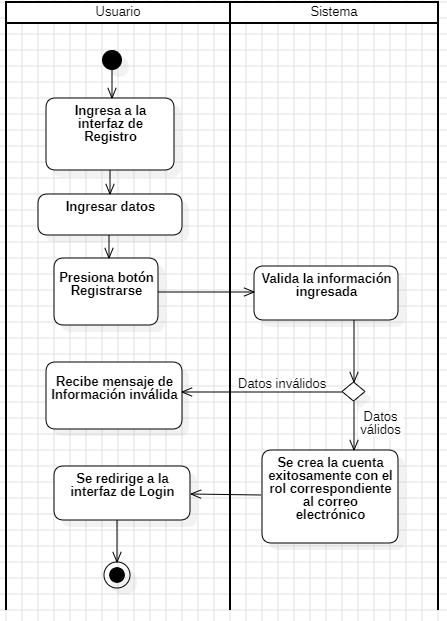 Usuario
Sistema
Ingresa a la
interfaz de
Registro
Ingresar datos
Presiona botón
Registrarse
Valida la información
ingresada
Datos inválidos
Recibe mensaje de
Información inválida
Datos
válidos
Se crea la cuenta
exitosamente con el
rol correspondiente
al correo
electrónico
Se redirige a la
interfaz de Login